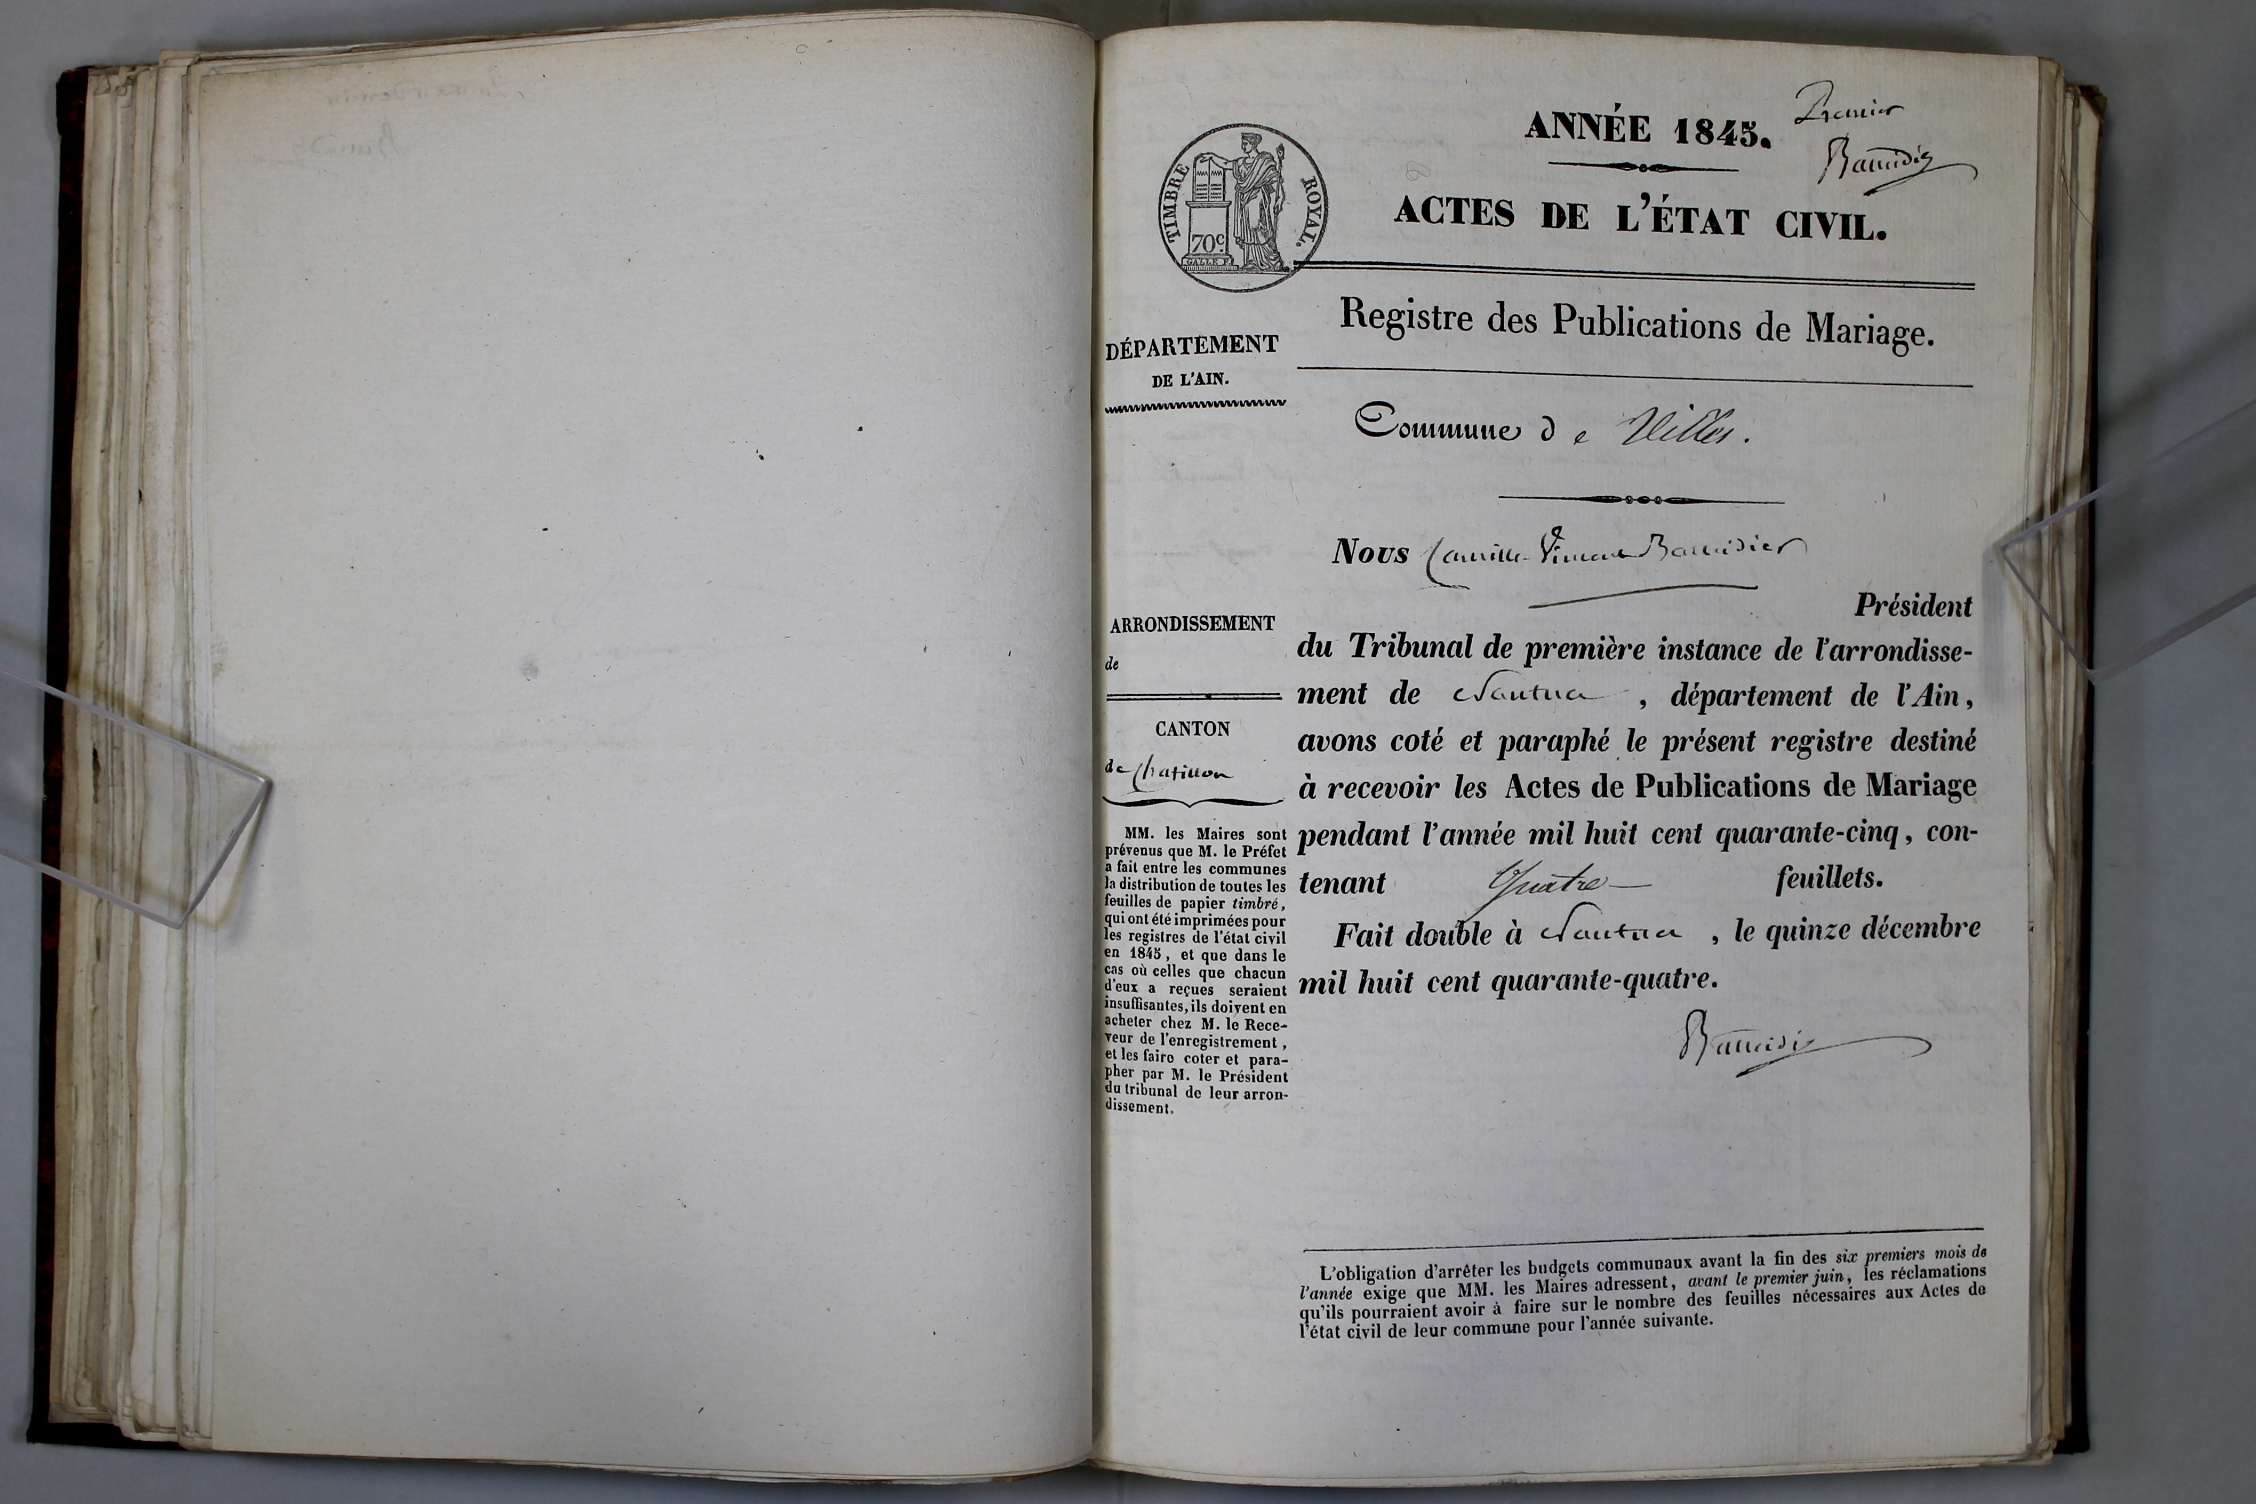 ANNÉE 1845.
Premier
ACTES DE L'ÉTAT CIVIL.
TIMBRE ROYAL.
70c.
GALLE F.
Registre des Publications de Mariage.
DÉPARTEMENT
DE L'AIN.
Commune de Villes.
ARRONDISSEMENT
de
CANTON
de Chatillon
MM. les Maires sont
prévenus que M. le Préfet
a fait entre les communes
la distribution de toutes les
feuilles de papier timbré,
qui ont été imprimées pour
les registres de l'état civil
en 1845, et que dans le
cas où celles que chacun
d'eux a reçues seraient
insuffisantes, ils doivent en
acheter chez M. le Rece-
veur de l'enregistrement,
et les faire coter et para-
pher par M. le Président
du tribunal de leur arron-
dissement.
Nous Camille
Président
du Tribunal de première instance de l'arrondisse-
ment de Nantua, département de l'Ain,
avons coté et paraphé le présent registre destiné
à recevoir les Actes de Publications de Mariage
pendant l'année mil huit cent quarante-cinq, con-
tenant Quatre feuillets.
Fait double à Nantua, le quinze décembre
mil huit cent quarante-quatre.
L'obligation d'arrêter les budgets communaux avant la fin des six premiers mois de
l'année exige que MM. les Maires adressent, avant le premier juin, les réclamations
qu'ils pourraient avoir à faire sur le nombre des feuilles nécessaires aux Actes de
l'état civil de leur commune pour l'année suivante.